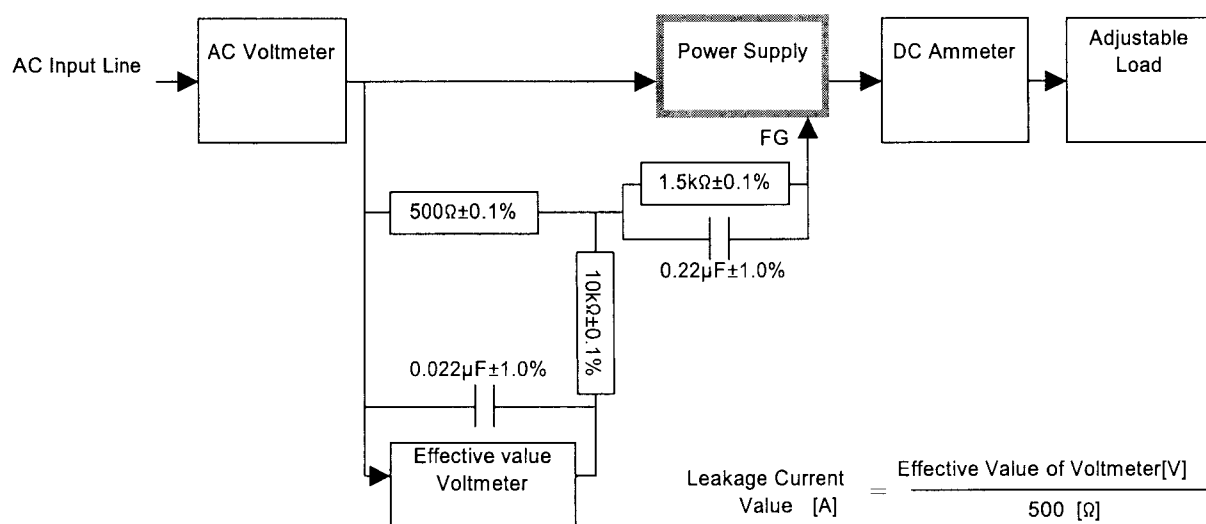 AC Input Line
AC Voltmeter
Power Supply
DC Ammeter
Adjustable
Load
FG
1.5kΩ±0.1%
500Ω±0.1%
0.22µF±1.0%
10kΩ±0.1%
0.022µF±1.0%
Effective value
Voltmeter
Leakage Current
Value [A]
=
Effective Value of Voltmeter[V]
500 [Ω]